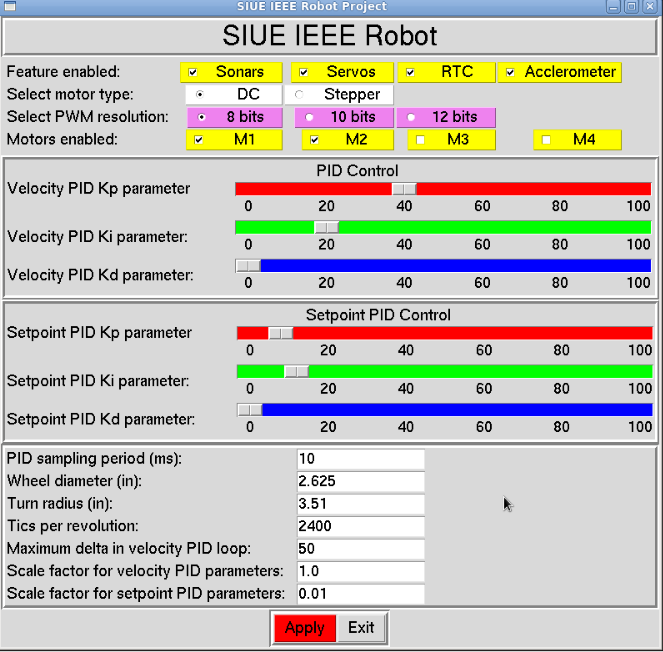 SIUE IEEE Robot Project
SIUE IEEE Robot
Feature enabled: Sonars Servos RTC Acclerometer
Select motor type: DC Stepper
Select PWM resolution: 8 bits 10 bits 12 bits
Motors enabled: M1 M2 M3 M4
PID Control
Velocity PID Kp parameter
0 20 40 60 80 100
Velocity PID Ki parameter:
0 20 40 60 80 100
Velocity PID Kd parameter:
0 20 40 60 80 100
Setpoint PID Control
Setpoint PID Kp parameter
0 20 40 60 80 100
Setpoint PID Ki parameter:
0 20 40 60 80 100
Setpoint PID Kd parameter:
0 20 40 60 80 100
PID sampling period (ms): 10
Wheel diameter (in): 2.625
Turn radius (in): 3.51
Tics per revolution: 2400
Maximum delta in velocity PID loop: 50
Scale factor for velocity PID parameters: 1.0
Scale factor for setpoint PID parameters: 0.01
Apply Exit